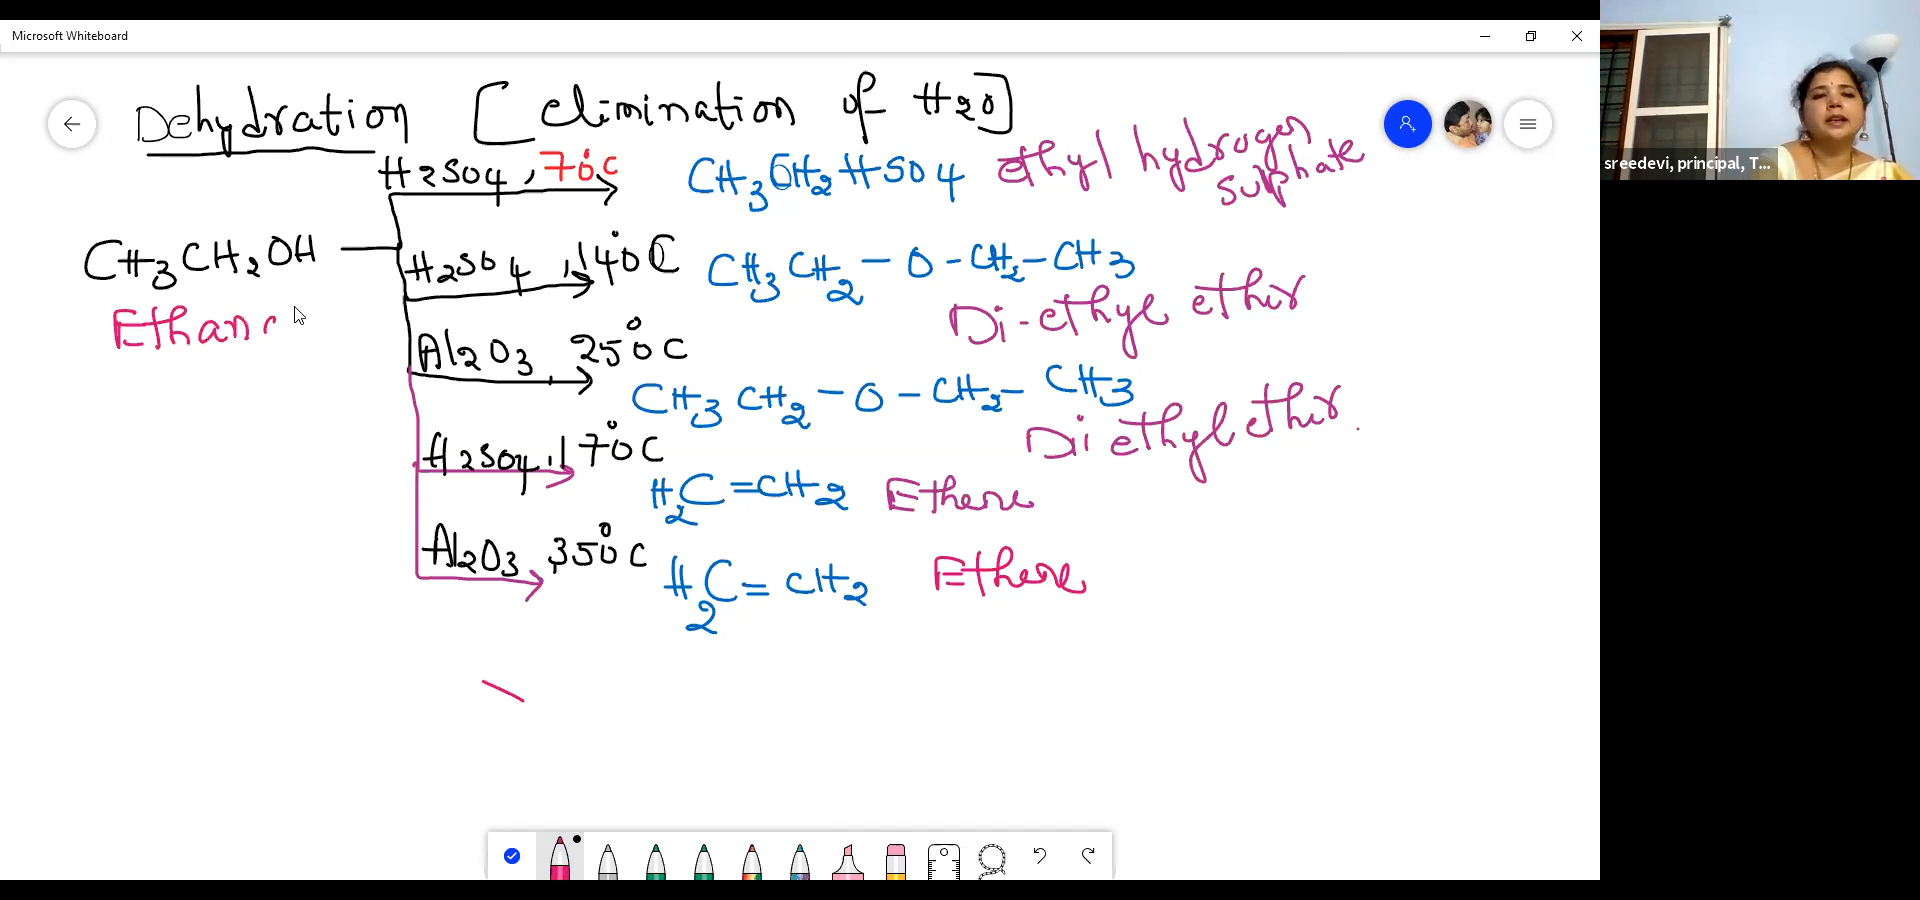 Microsoft Whiteboard
Dehydration [elimination of H2O]
H2SO4, 70°C CH3CH2HSO4 ethyl hydrogen sulphate
CH3CH2OH
Ethan
H2SO4, 140°C CH3CH2-O-CH2-CH3
Di-ethyl ether
Al2O3, 250°C CH3CH2-O-CH2-CH3
Di ethyl ether.
H2SO4, 170°C H2C=CH2 Ethene
Al2O3, 350°C H2C=CH2 Ethene
sreedevi, principal, T...